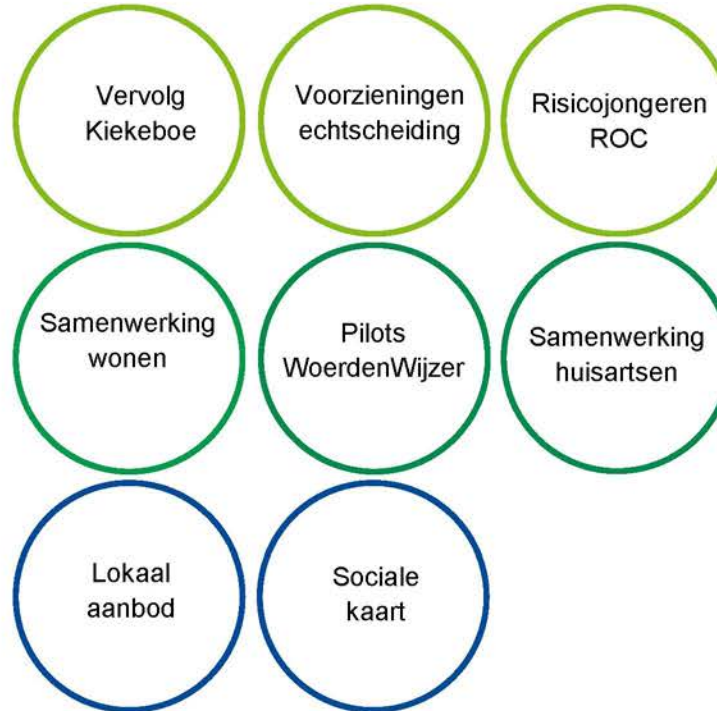 Vervolg
Kiekeboe
Voorzieningen
echtscheiding
Risicojongeren
ROC
Samenwerking
wonen
Pilots
WoerdenWijzer
Samenwerking
huisartsen
Lokaal
aanbod
Sociale
kaart